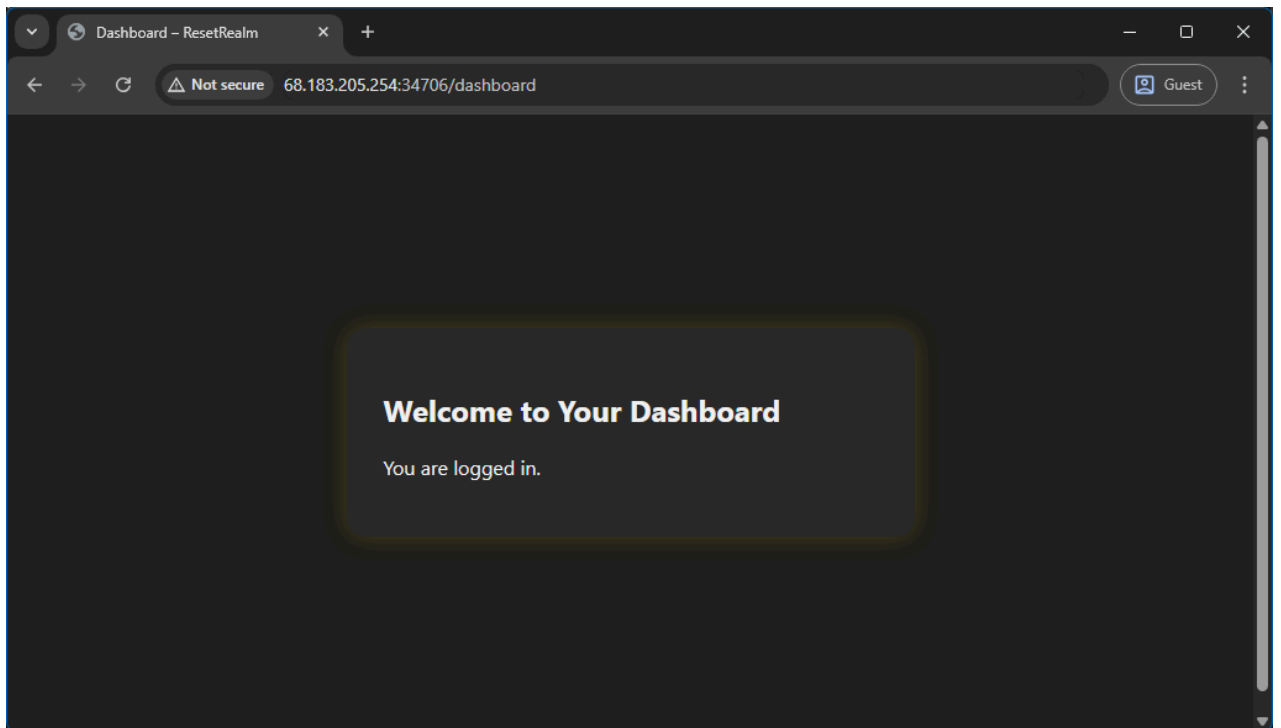 Dashboard – ResetRealm
Not secure 68.183.205.254:34706/dashboard Guest
Welcome to Your Dashboard
You are logged in.